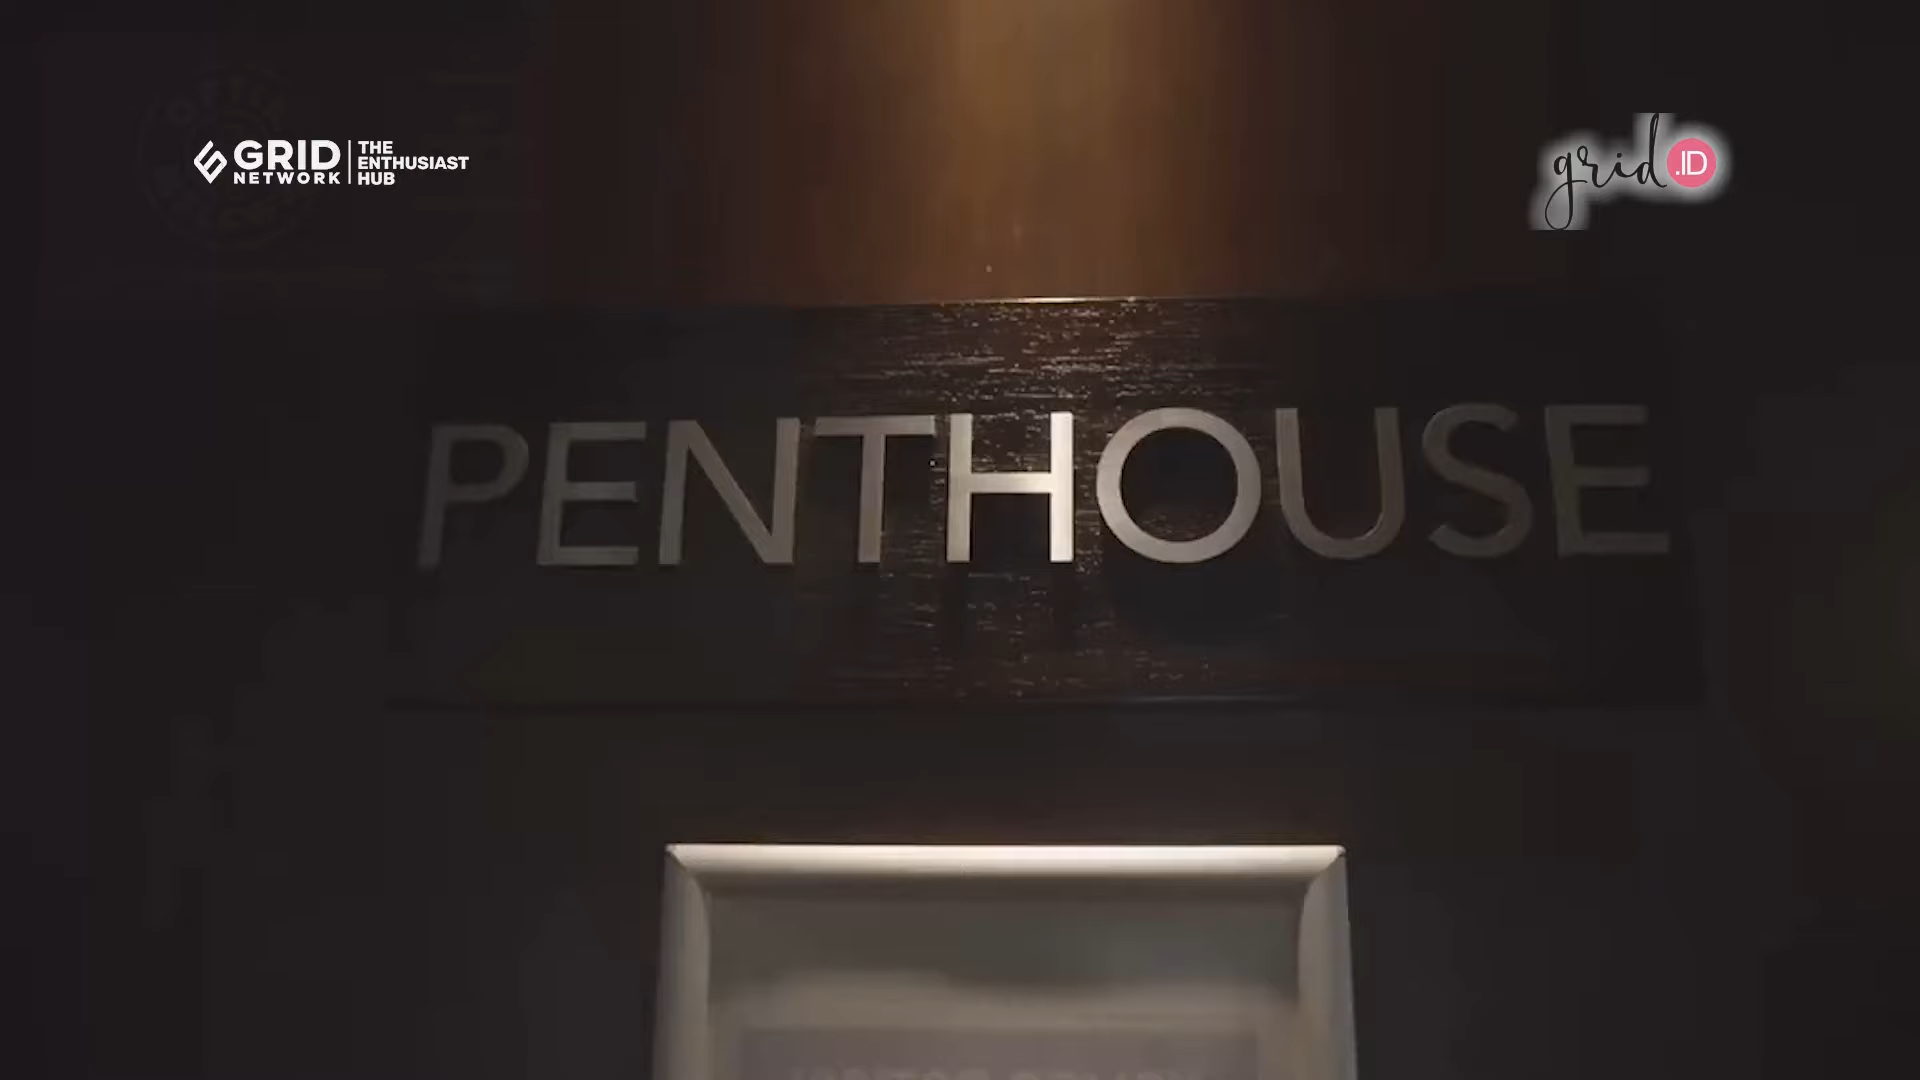 GRID
NETWORK
THE
ENTHUSIAST
HUB
grid.ID
PENTHOUSE